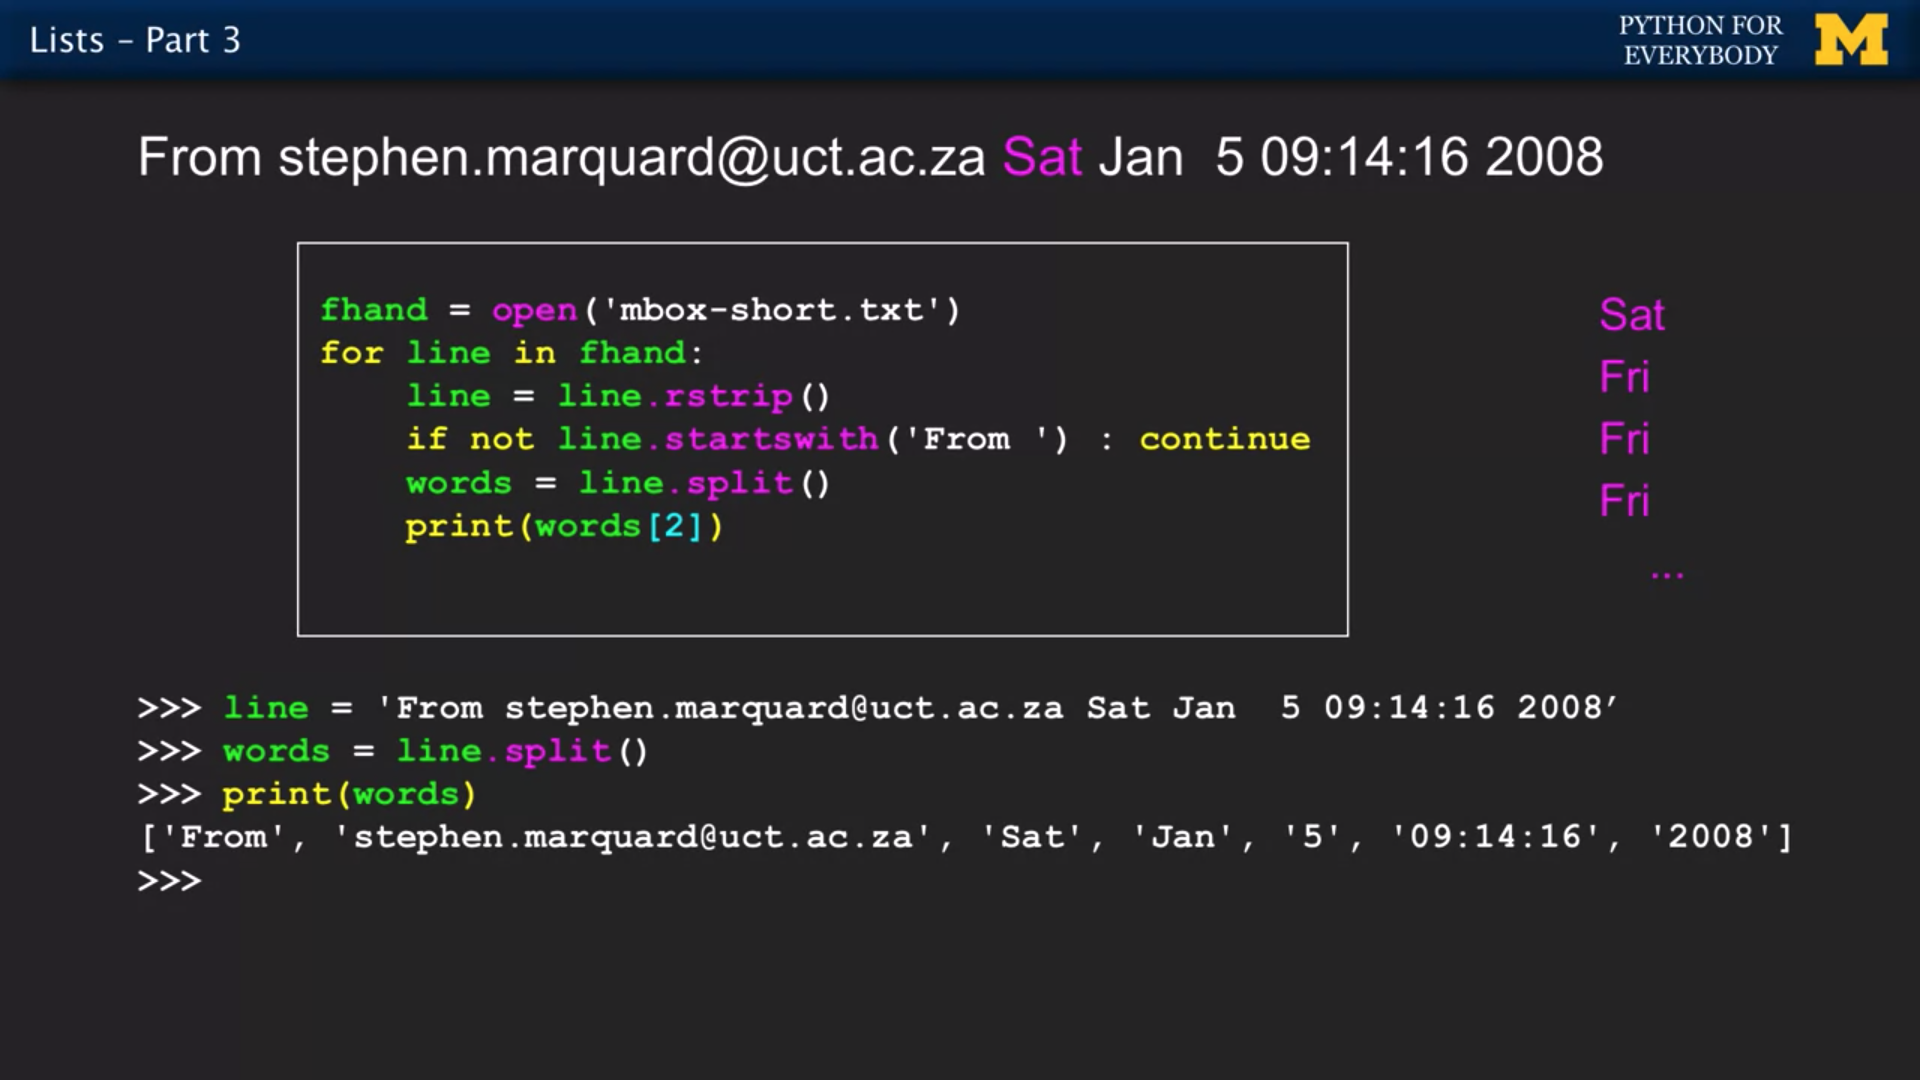 Lists – Part 3
PYTHON FOR
EVERYBODY
M
From stephen.marquard@uct.ac.za Sat Jan  5 09:14:16 2008
fhand = open('mbox-short.txt')
for line in fhand:
    line = line.rstrip()
    if not line.startswith('From ') : continue
    words = line.split()
    print(words[2])
Sat
Fri
Fri
Fri
...
>>> line = 'From stephen.marquard@uct.ac.za Sat Jan  5 09:14:16 2008’
>>> words = line.split()
>>> print(words)
['From', 'stephen.marquard@uct.ac.za', 'Sat', 'Jan', '5', '09:14:16', '2008']
>>>